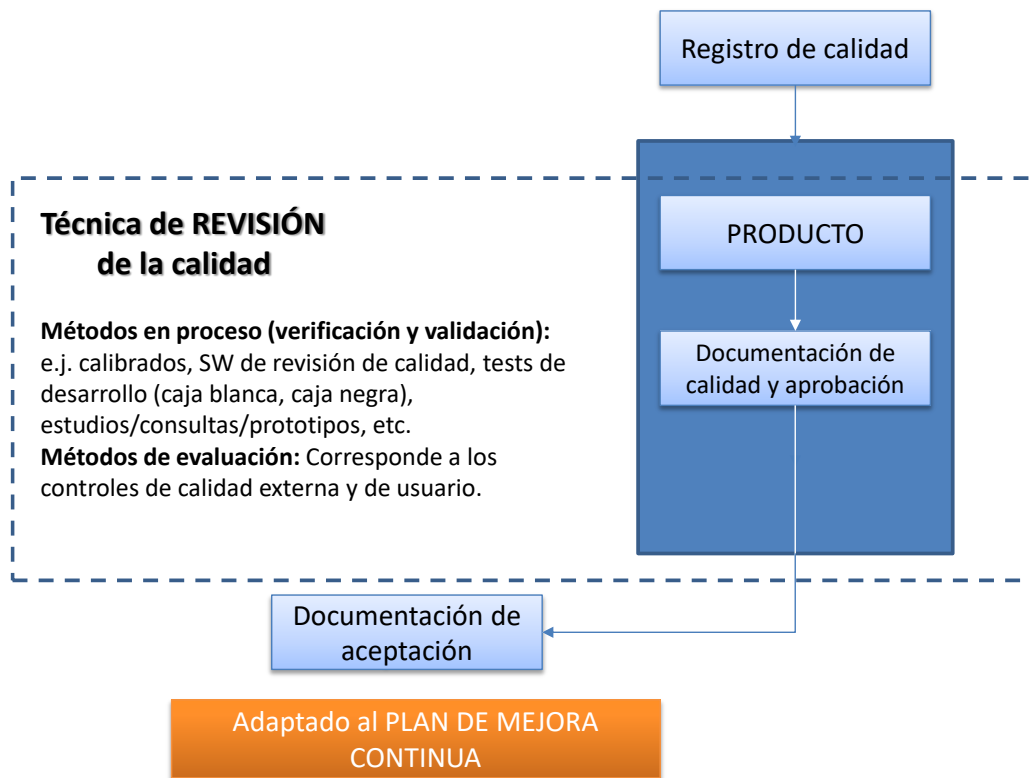 Registro de calidad
Técnica de REVISIÓN
de la calidad
PRODUCTO
Métodos en proceso (verificación y validación):
e.j. calibrados, SW de revisión de calidad, tests de
desarrollo (caja blanca, caja negra),
estudios/consultas/prototipos, etc.
Métodos de evaluación: Corresponde a los
controles de calidad externa y de usuario.
Documentación de
calidad y aprobación
Documentación de
aceptación
Adaptado al PLAN DE MEJORA
CONTINUA